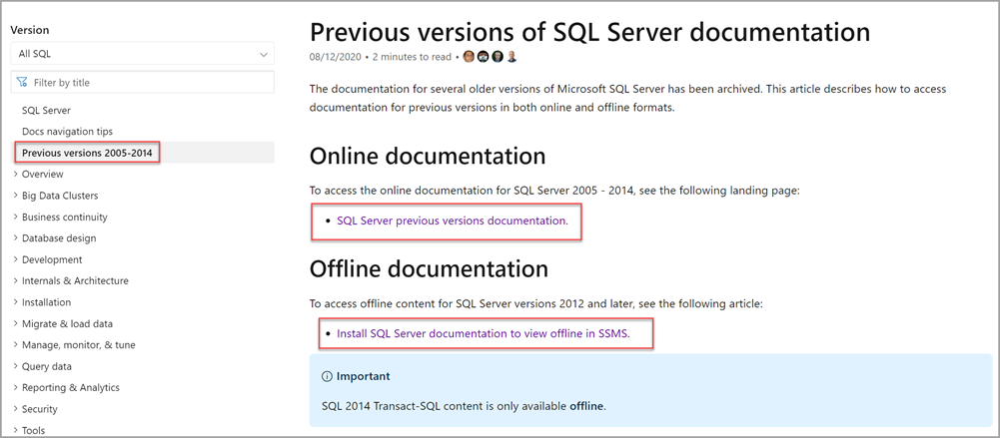 Version
All SQL
Filter by title
SQL Server
Docs navigation tips
Previous versions 2005-2014
Overview
Big Data Clusters
Business continuity
Database design
Development
Internals & Architecture
Installation
Migrate & load data
Manage, monitor, & tune
Query data
Reporting & Analytics
Security
Tools
Previous versions of SQL Server documentation
08/12/2020 • 2 minutes to read •
The documentation for several older versions of Microsoft SQL Server has been archived. This article describes how to access
documentation for previous versions in both online and offline formats.
Online documentation
To access the online documentation for SQL Server 2005 - 2014, see the following landing page:
• SQL Server previous versions documentation.
Offline documentation
To access offline content for SQL Server versions 2012 and later, see the following article:
• Install SQL Server documentation to view offline in SSMS.
Important
SQL 2014 Transact-SQL content is only available offline.